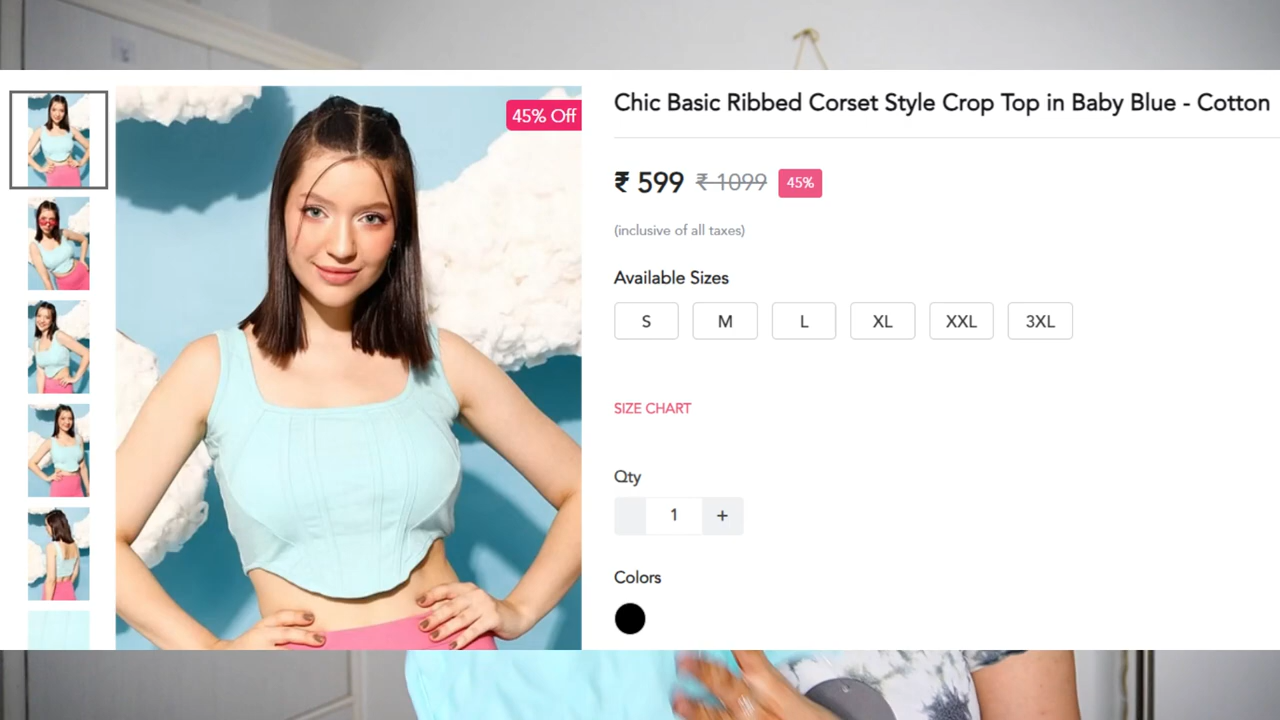 45% Off
Chic Basic Ribbed Corset Style Crop Top in Baby Blue - Cotton
₹ 599 ₹ 1099 45%
(inclusive of all taxes)
Available Sizes
S M L XL XXL 3XL
SIZE CHART
Qty
1 +
Colors